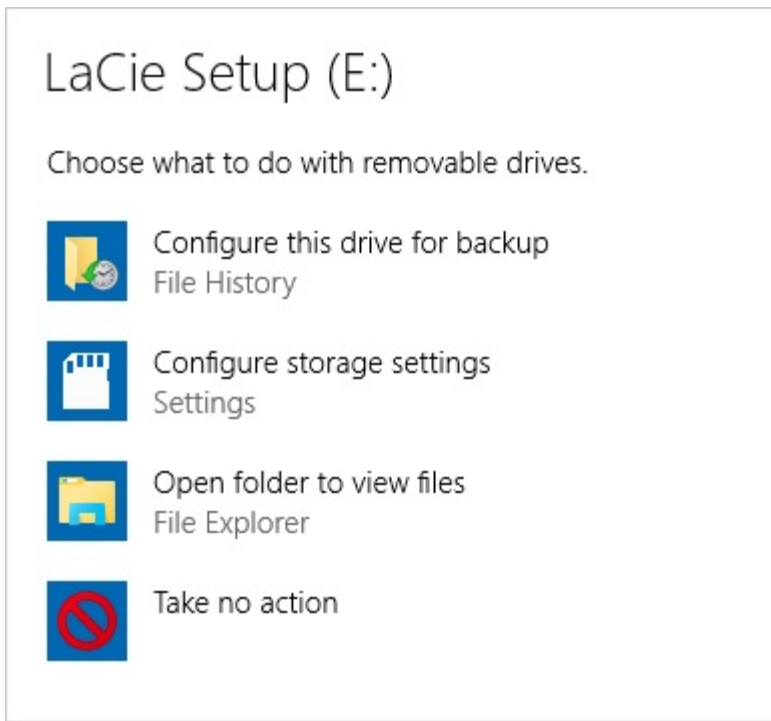 LaCie Setup (E:)
Choose what to do with removable drives.
Configure this drive for backup
File History
Configure storage settings
Settings
Open folder to view files
File Explorer
Take no action